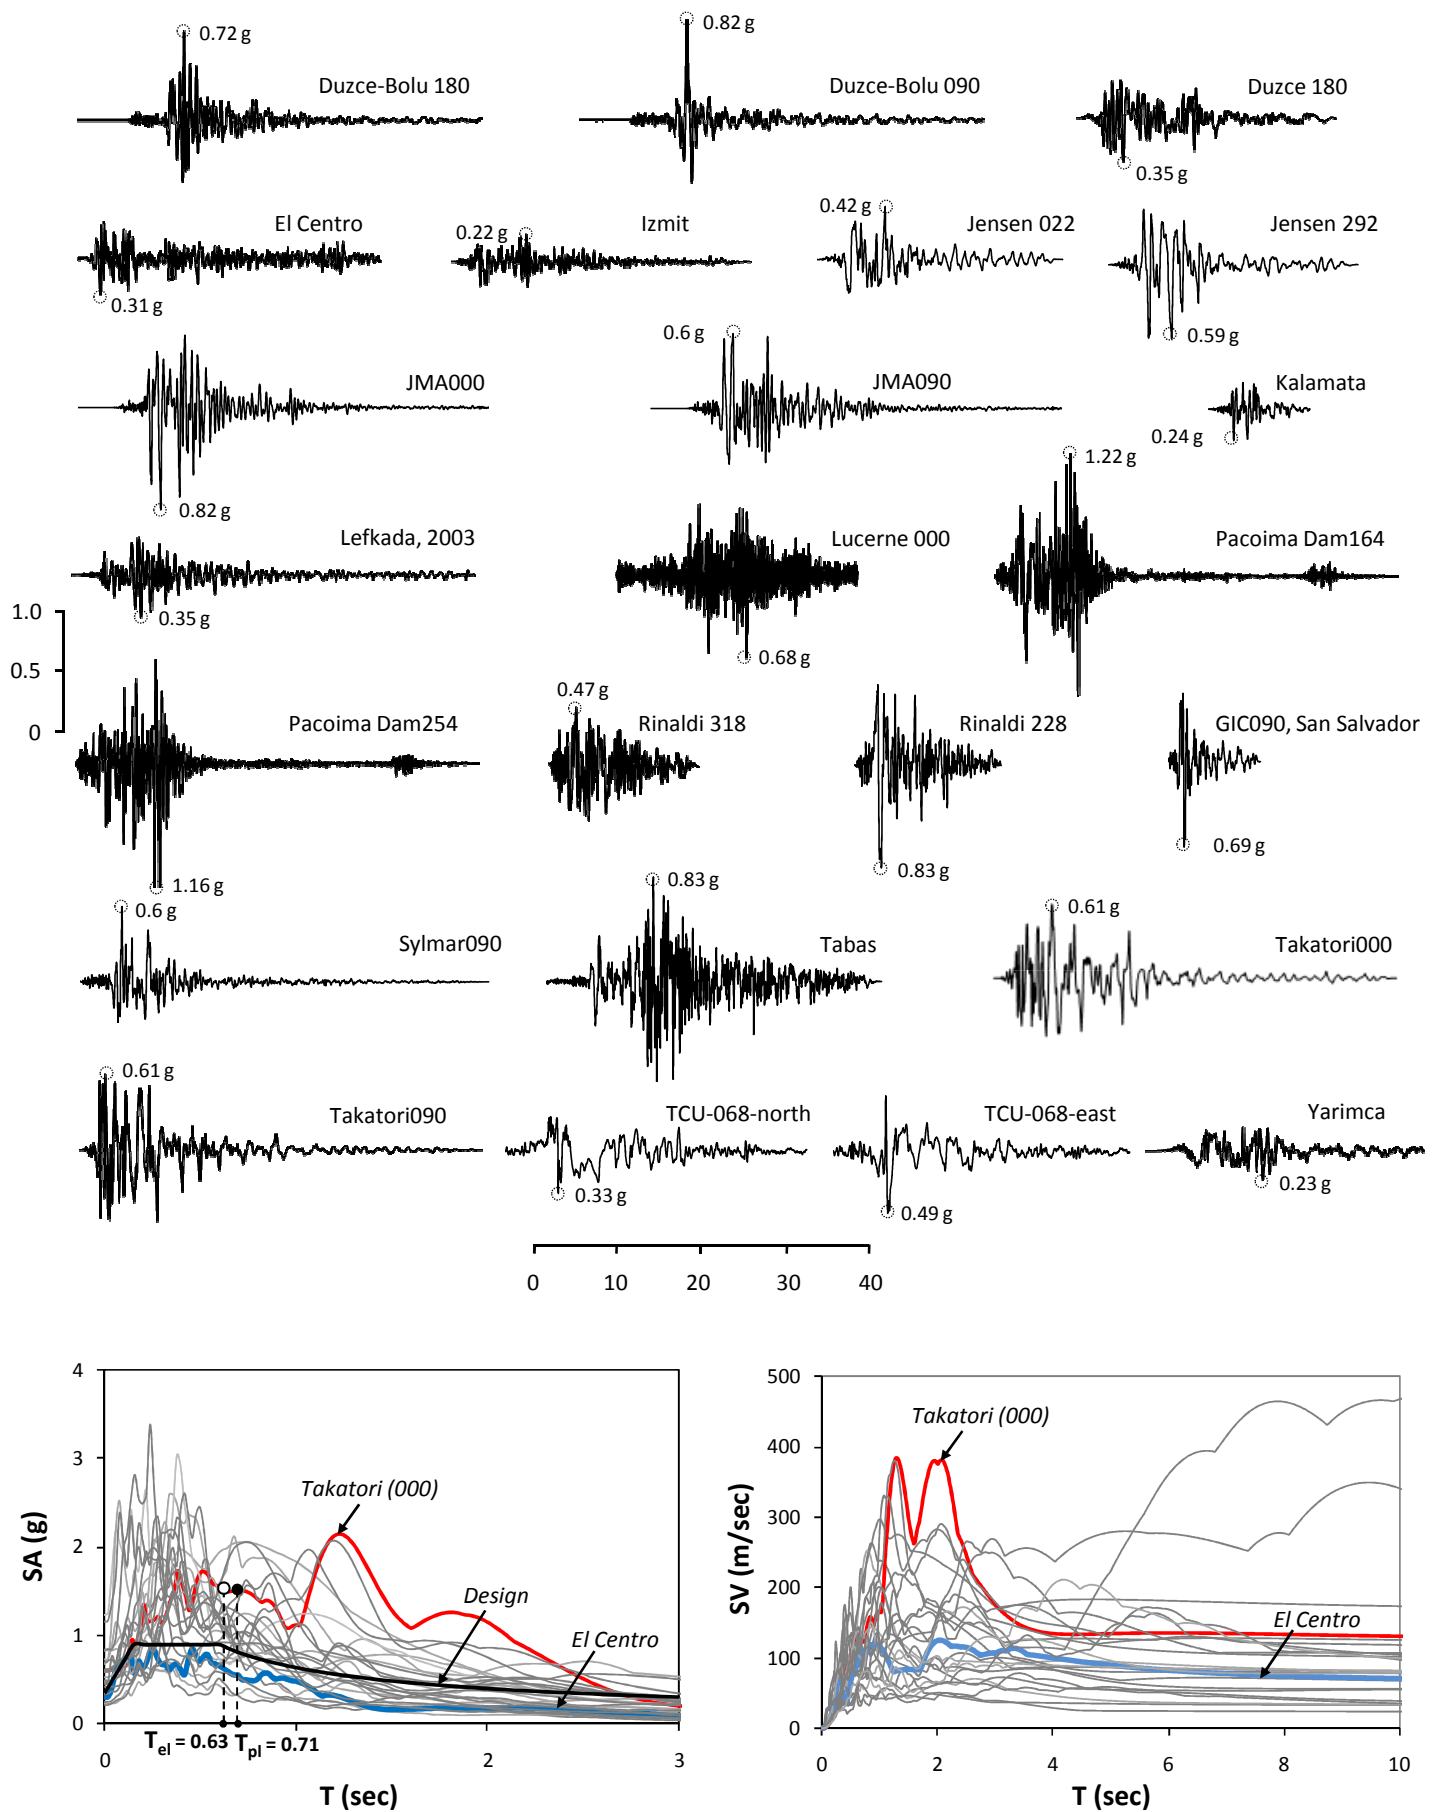 0.72 g
0.82 g
Duzce-Bolu 180
Duzce-Bolu 090
Duzce 180
0.35 g
El Centro
0.22 g
Izmit
0.42 g
Jensen 022
Jensen 292
0.31 g
0.59 g
0.6 g
JMA000
JMA090
Kalamata
0.24 g
1.22 g
0.82 g
Lefkada, 2003
Lucerne 000
Pacoima Dam164
0.35 g
0.68 g
1.0
0.5
0
0.47 g
Pacoima Dam254
Rinaldi 318
Rinaldi 228
GIC090, San Salvador
0.69 g
0.83 g
1.16 g
0.6 g
0.83 g
0.61 g
Sylmar090
Tabas
Takatori000
0.61 g
Takatori090
TCU-068-north
TCU-068-east
Yarimca
0.33 g
0.49 g
0.23 g
0 10 20 30 40
4
3
2
1
0
SA (g)
Takatori (000)
Design
El Centro
Tel = 0.63 Tpl = 0.71
0 2 3
T (sec)
500
400
300
200
100
0
SV (m/sec)
Takatori (000)
El Centro
0 2 4 6 8 10
T (sec)